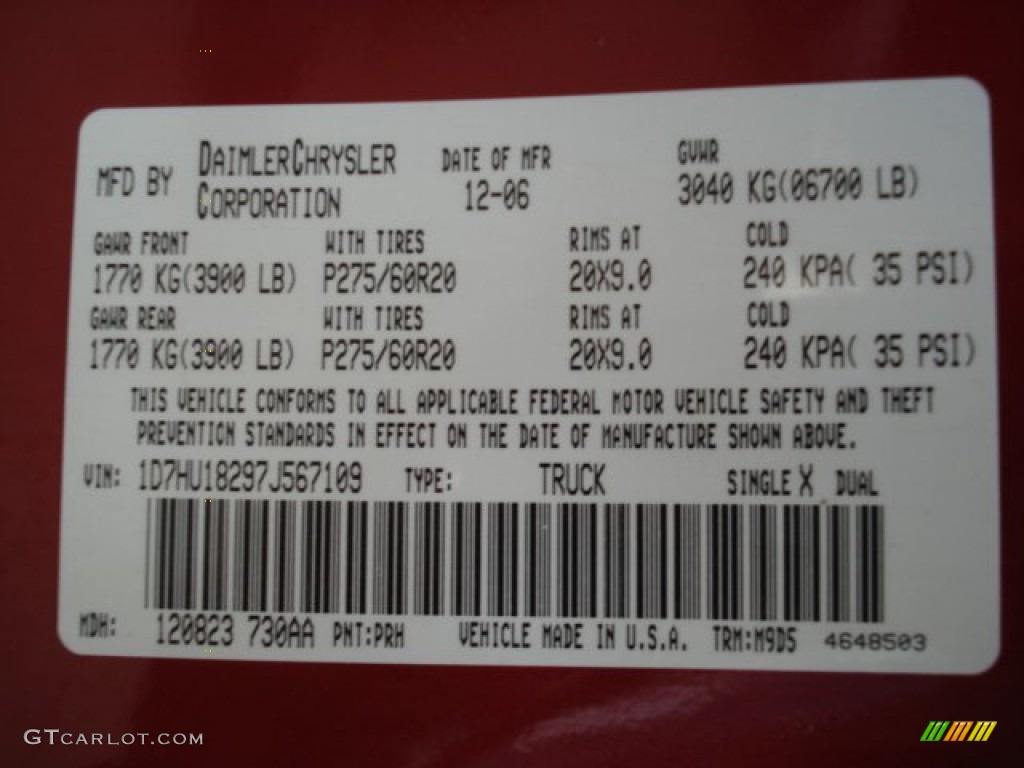 MFD BY DAIMLERCHRYSLER CORPORATION DATE OF MFR 12-06 GVWR 3040 KG(06700 LB)
GAWR FRONT WITH TIRES RIMS AT COLD
1770 KG(3900 LB) P275/60R20 20X9.0 240 KPA( 35 PSI)
GAWR REAR WITH TIRES RIMS AT COLD
1770 KG(3900 LB) P275/60R20 20X9.0 240 KPA( 35 PSI)
THIS VEHICLE CONFORMS TO ALL APPLICABLE FEDERAL MOTOR VEHICLE SAFETY AND THEFT
PREVENTION STANDARDS IN EFFECT ON THE DATE OF MANUFACTURE SHOWN ABOVE.
VIN: 1D7HU18297J567109 TYPE: TRUCK SINGLE X DUAL
MDH: 120823 730AA PNT:PRH VEHICLE MADE IN U.S.A. TRM:M9D5 4648503
GTCARLOT.COM